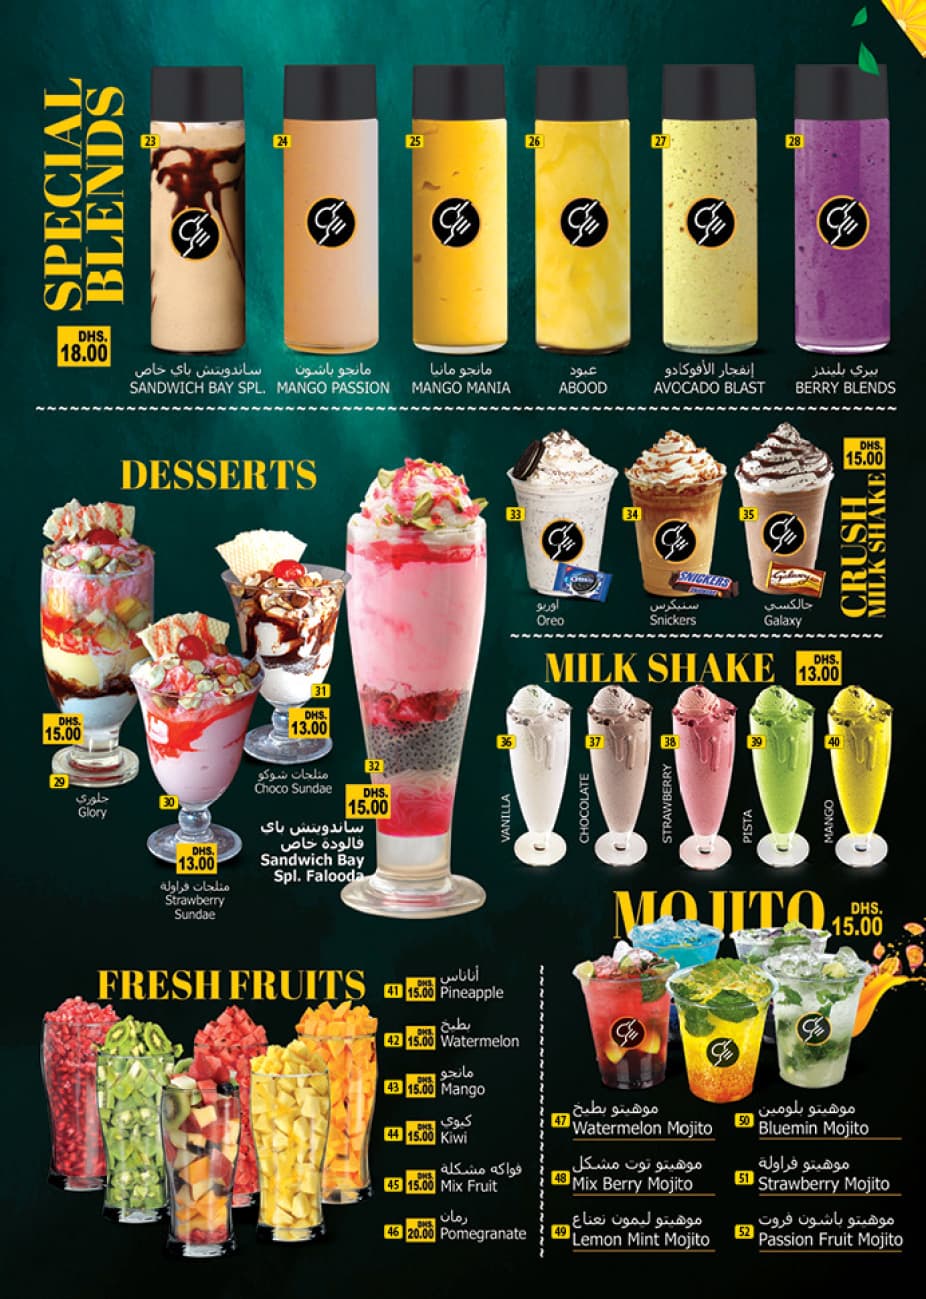 SPECIAL
BLENDS
DHS.
18.00
23
24
25
26
27
28
ساندويتش باي خاص
SANDWICH BAY SPL.
مانجو باشون
MANGO PASSION
مانجو مانيا
MANGO MANIA
عبود
ABOOD
إنفجار الأفوكادو
AVOCADO BLAST
بيري بليندز
BERRY BLENDS
DESSERTS
DHS.
15.00
29
جلوري
Glory
30
DHS.
13.00
مثلجات فراولة
Strawberry
Sundae
31
DHS.
13.00
مثلجات شوكو
Choco Sundae
32
DHS.
15.00
ساندويتش باي
فالودة خاص
Sandwich Bay
Spl. Falooda
CRUSH
MILK SHAKE
DHS.
15.00
33
اوريو
Oreo
34
SNICKERS
سنيكرس
Snickers
35
Galaxy
جالكسي
Galaxy
MILK SHAKE
DHS.
13.00
36
VANILLA
37
CHOCOLATE
38
STRAWBERRY
39
PISTA
40
MANGO
FRESH FRUITS
41 DHS. 15.00
أناناس
Pineapple
42 DHS. 15.00
بطيخ
Watermelon
43 DHS. 15.00
مانجو
Mango
44 DHS. 15.00
كيوي
Kiwi
45 DHS. 15.00
فواكه مشكلة
Mix Fruit
46 DHS. 20.00
رمان
Pomegranate
MOJITO
DHS.
15.00
47
موهيتو بطيخ
Watermelon Mojito
48
موهيتو توت مشكل
Mix Berry Mojito
49
موهيتو ليمون نعناع
Lemon Mint Mojito
50
موهيتو بلومين
Bluemin Mojito
51
موهيتو فراولة
Strawberry Mojito
52
موهيتو باشون فروت
Passion Fruit Mojito